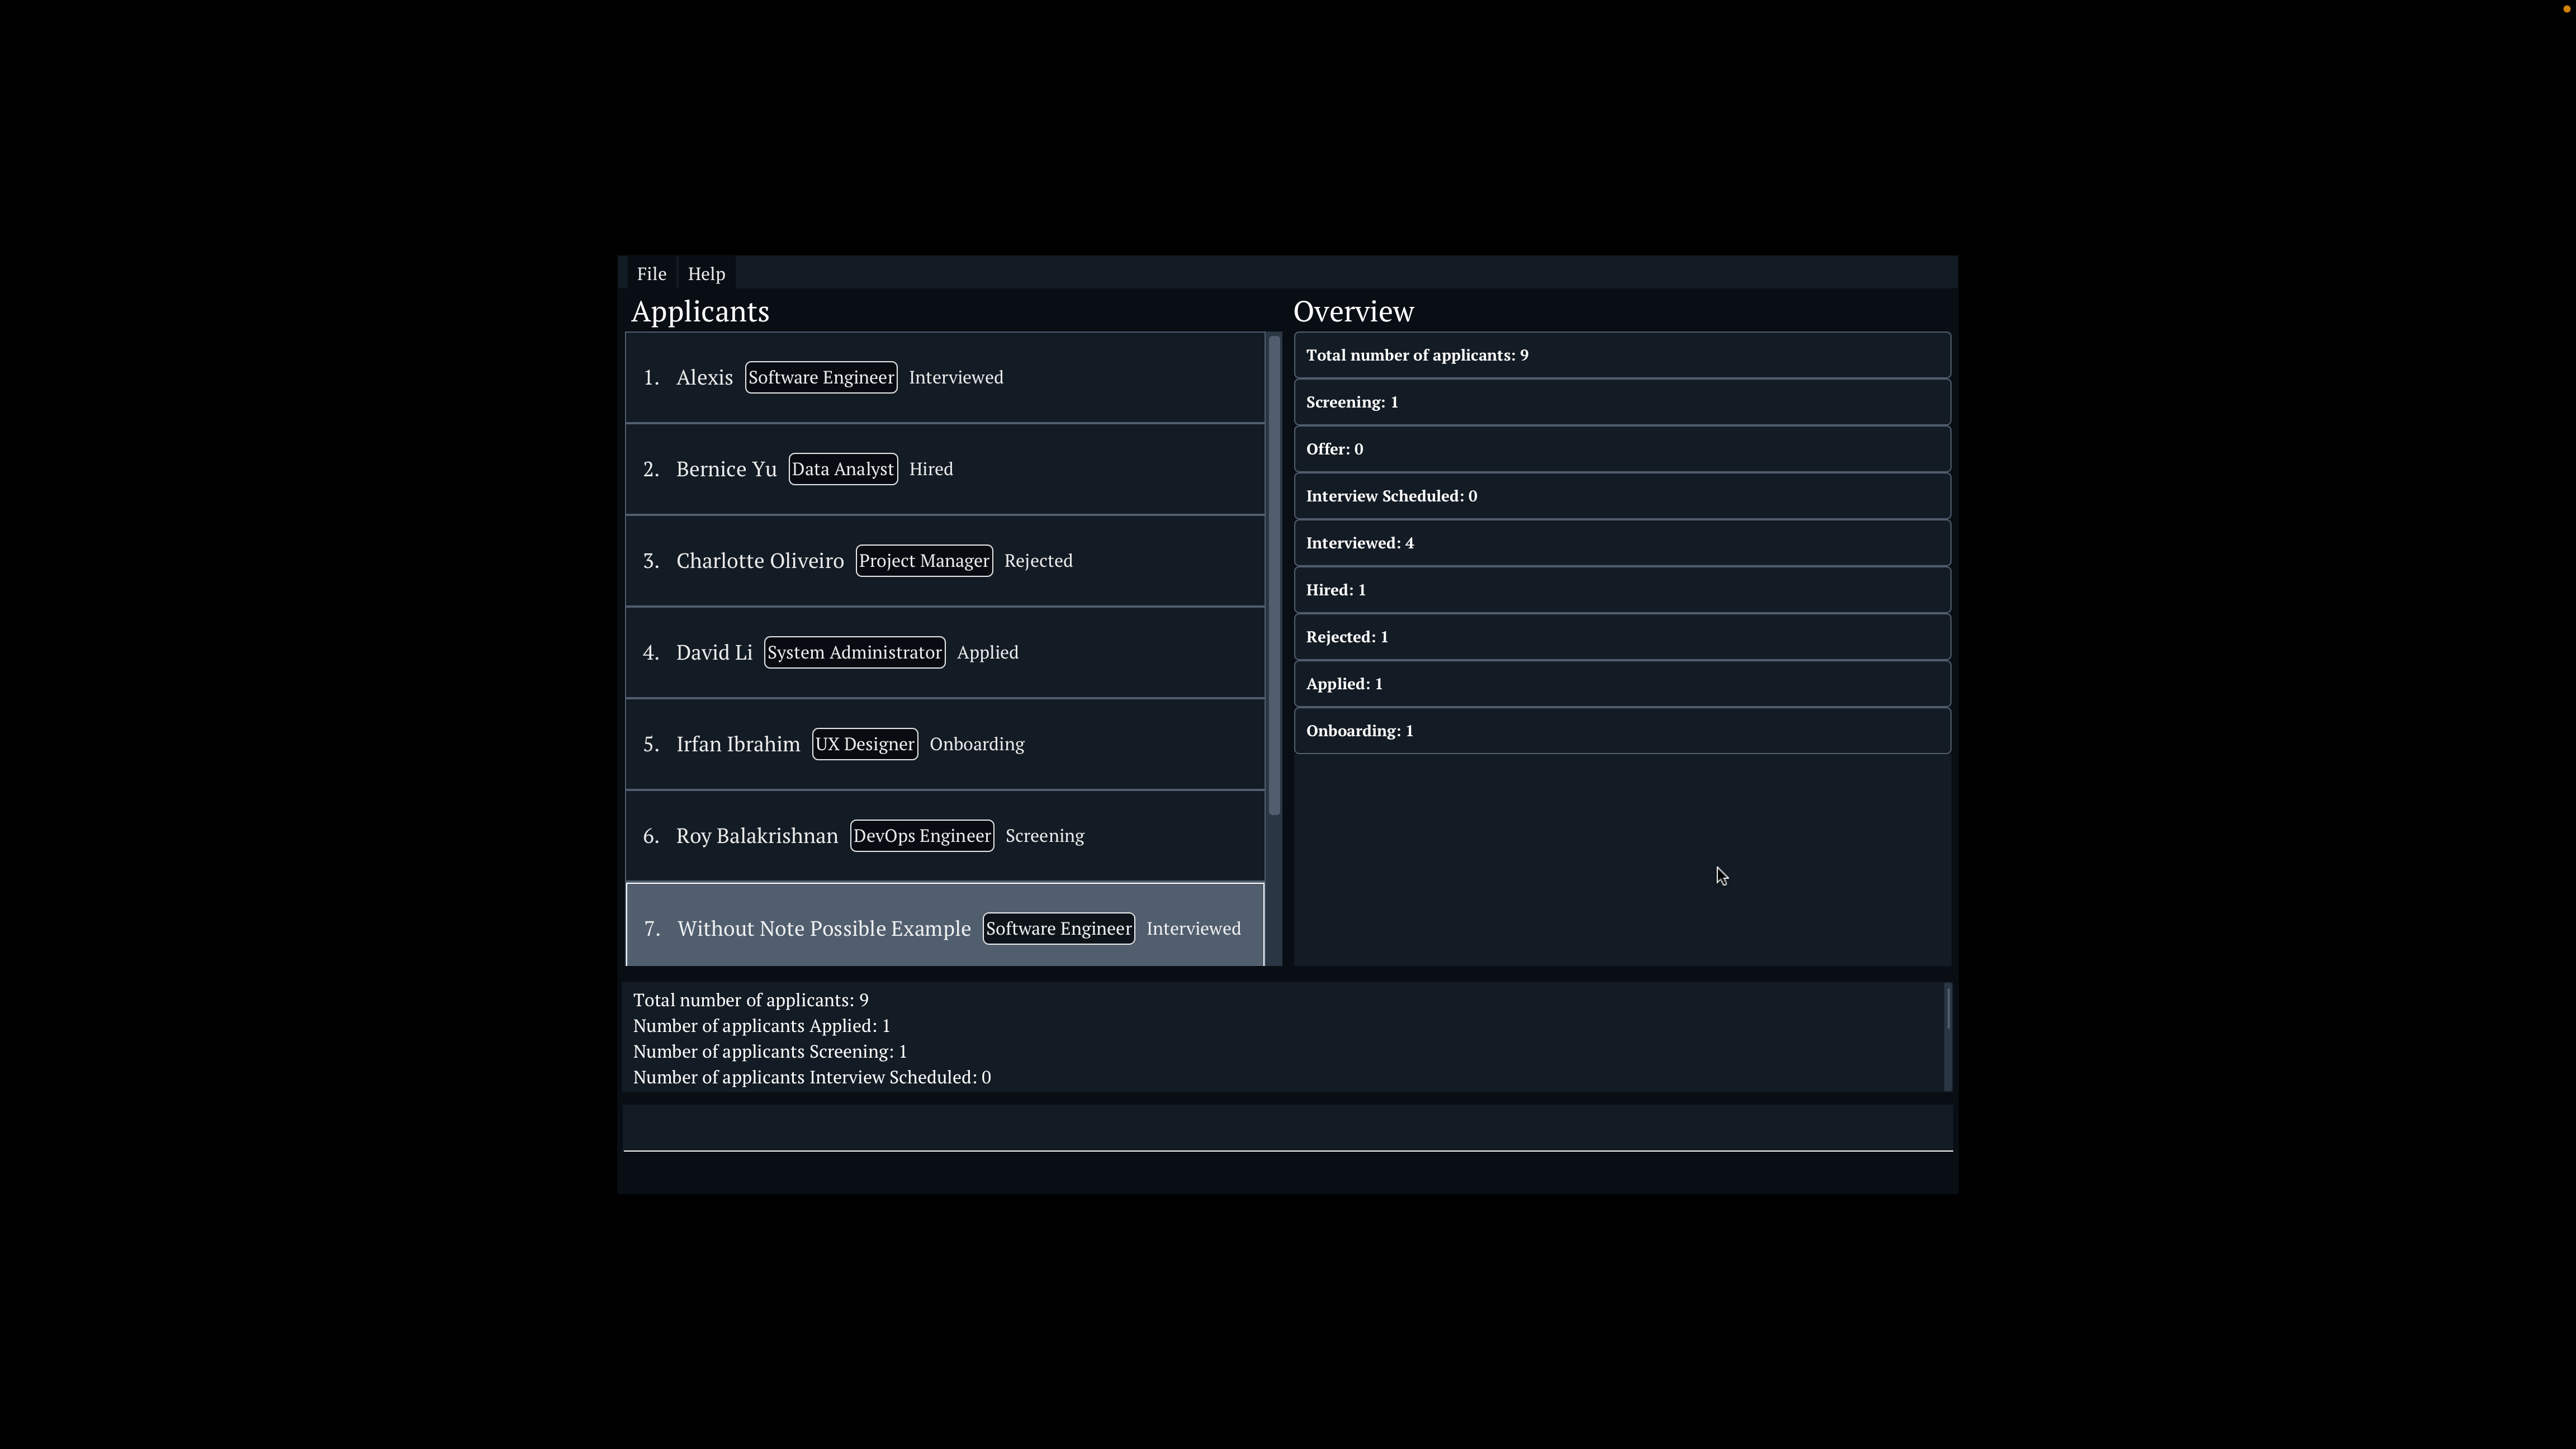 File Help
Applicants
1. Alexis Software Engineer Interviewed
2. Bernice Yu Data Analyst Hired
3. Charlotte Oliveiro Project Manager Rejected
4. David Li System Administrator Applied
5. Irfan Ibrahim UX Designer Onboarding
6. Roy Balakrishnan DevOps Engineer Screening
7. Without Note Possible Example Software Engineer Interviewed
Overview
Total number of applicants: 9
Screening: 1
Offer: 0
Interview Scheduled: 0
Interviewed: 4
Hired: 1
Rejected: 1
Applied: 1
Onboarding: 1
Total number of applicants: 9
Number of applicants Applied: 1
Number of applicants Screening: 1
Number of applicants Interview Scheduled: 0